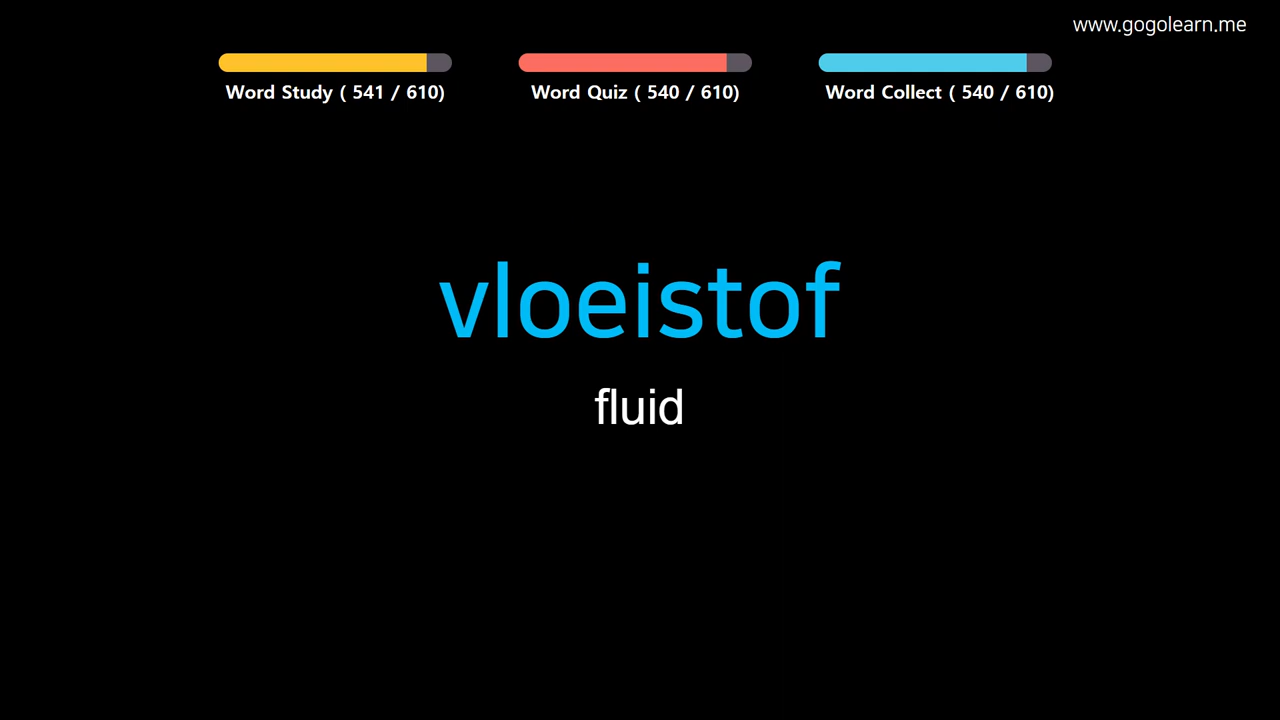 www.gogolearn.me
Word Study ( 541 / 610)
Word Quiz ( 540 / 610)
Word Collect ( 540 / 610)
vloeistof
fluid